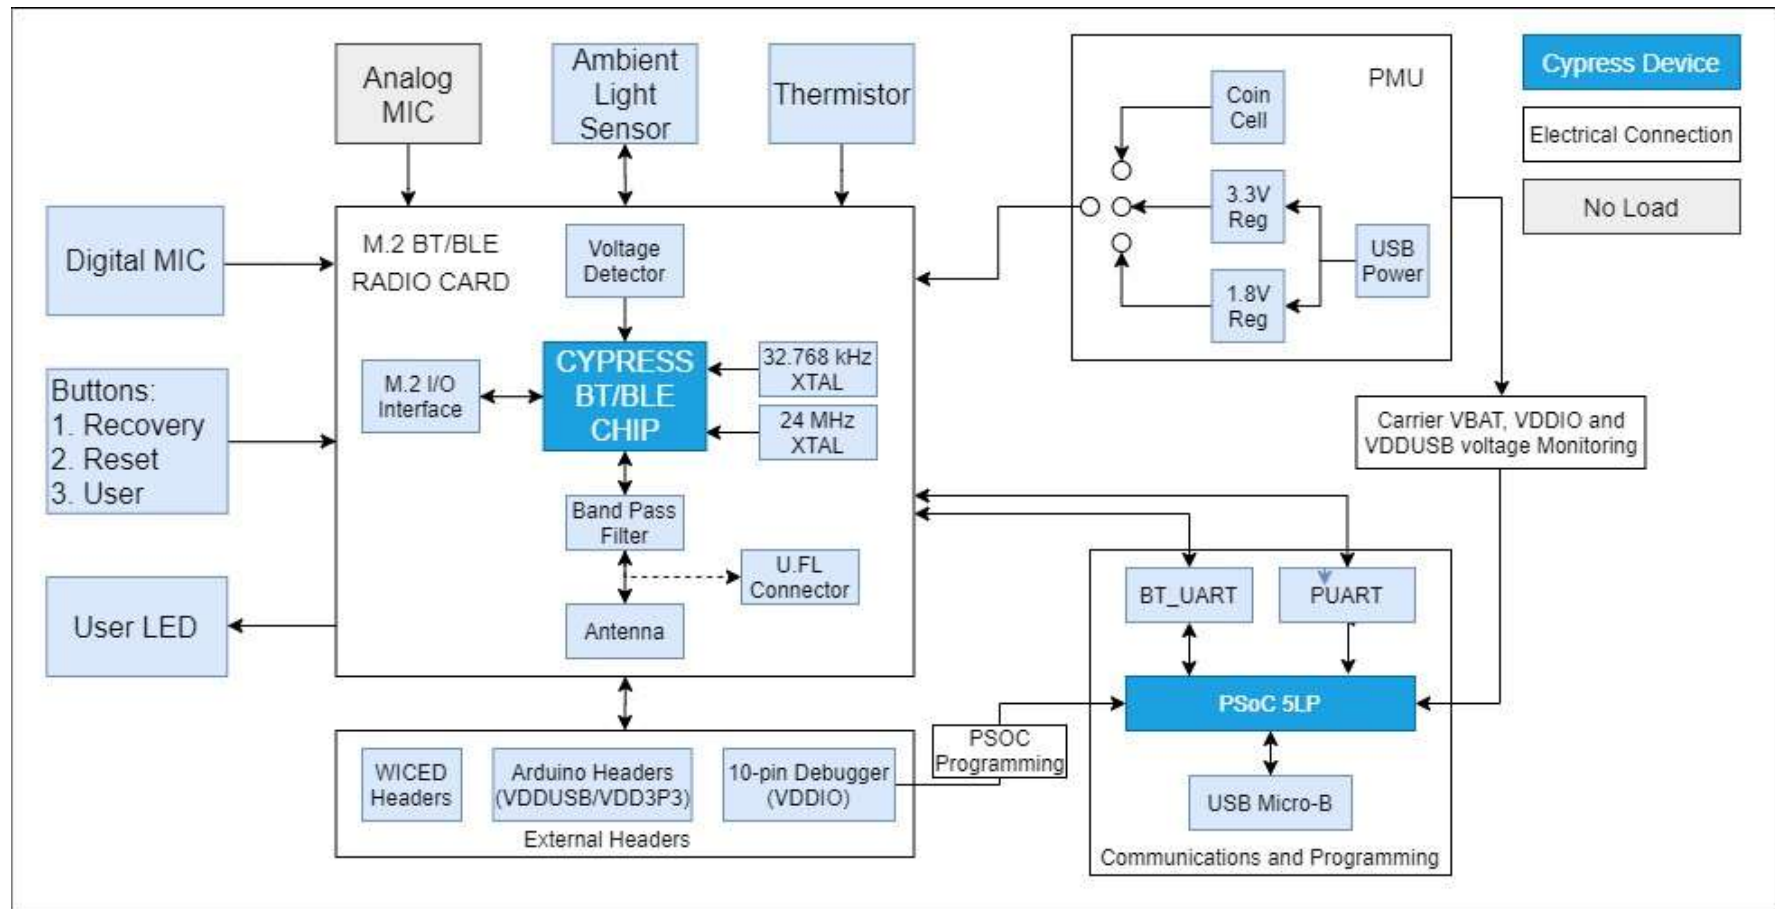 Analog
MIC
Ambient
Light
Sensor
Thermistor
PMU
Coin
Cell
3.3V
Reg
USB
Power
1.8V
Reg
Cypress Device
Electrical Connection
No Load
Digital MIC
M.2 BT/BLE
RADIO CARD
Voltage
Detector
CYPRESS
BT/BLE
CHIP
32.768 kHz
XTAL
24 MHz
XTAL
M.2 I/O
Interface
Buttons:
1. Recovery
2. Reset
3. User
Carrier VBAT, VDDIO and
VDDUSB voltage Monitoring
Band Pass
Filter
U.FL
Connector
Antenna
User LED
BT_UART
PUART
PSoC 5LP
USB Micro-B
Communications and Programming
PSOC
Programming
WICED
Headers
Arduino Headers
(VDDUSB/VDD3P3)
10-pin Debugger
(VDDIO)
External Headers